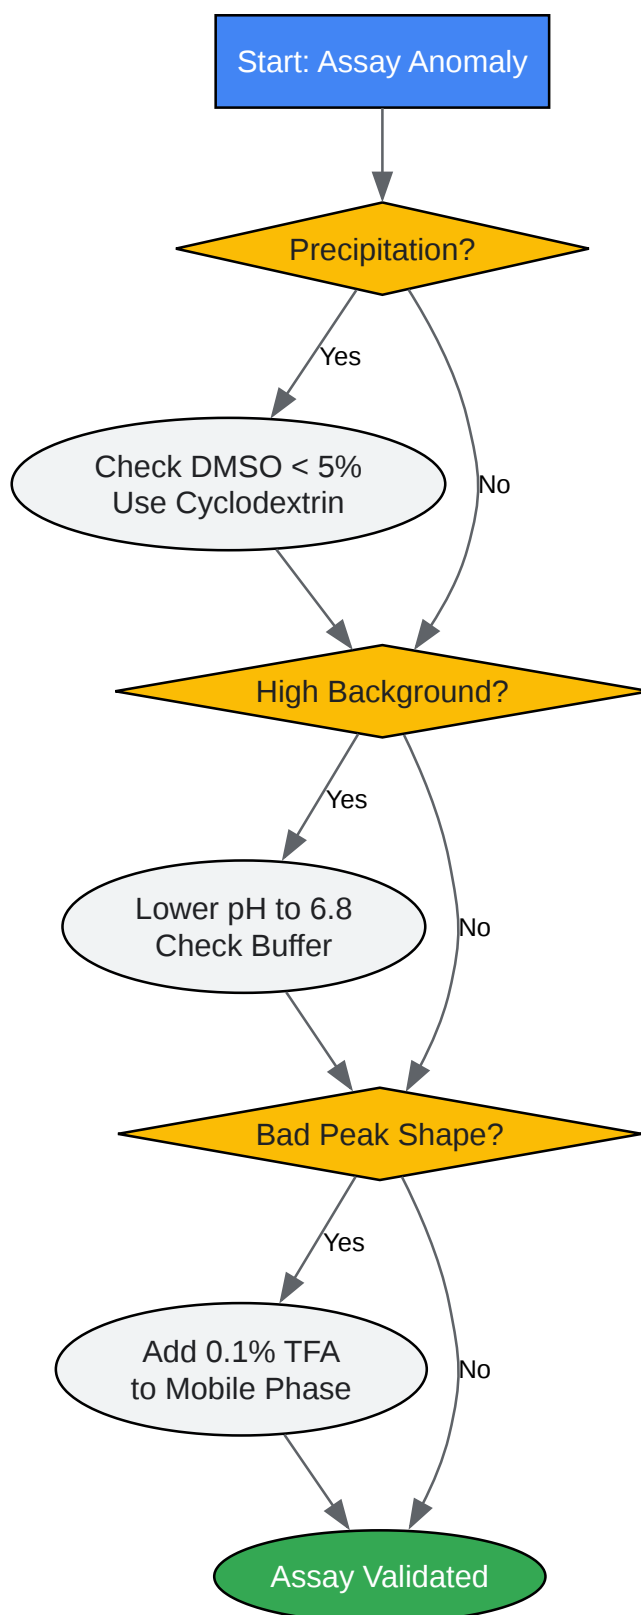 Start: Assay Anomaly
Precipitation?
Yes
Check DMSO < 5%
Use Cyclodextrin
No
High Background?
Yes
Lower pH to 6.8
Check Buffer
No
Bad Peak Shape?
Yes
Add 0.1% TFA
to Mobile Phase
No
Assay Validated